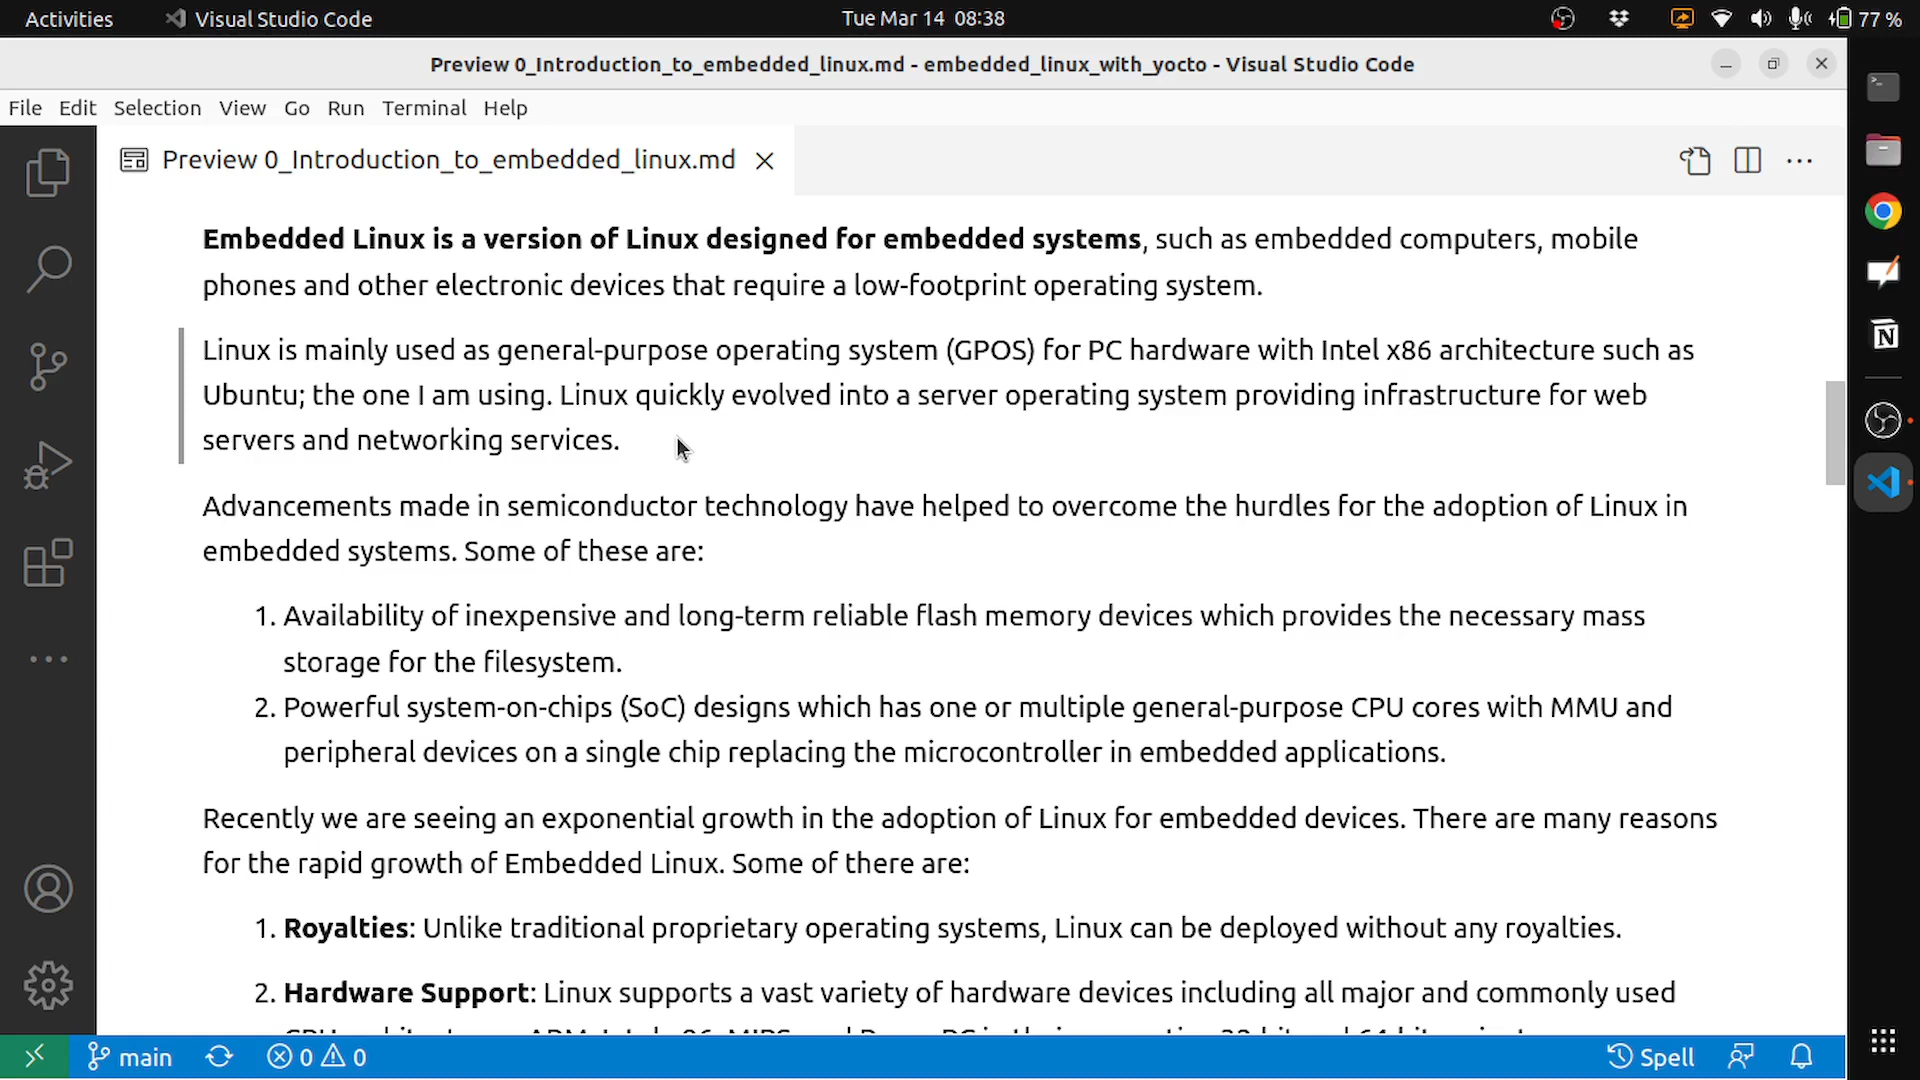 Activities
Visual Studio Code
Tue Mar 14 08:38
77 %
Preview 0_Introduction_to_embedded_linux.md - embedded_linux_with_yocto - Visual Studio Code
File Edit Selection View Go Run Terminal Help
Preview 0_Introduction_to_embedded_linux.md
Embedded Linux is a version of Linux designed for embedded systems, such as embedded computers, mobile
phones and other electronic devices that require a low-footprint operating system.
Linux is mainly used as general-purpose operating system (GPOS) for PC hardware with Intel x86 architecture such as
Ubuntu; the one I am using. Linux quickly evolved into a server operating system providing infrastructure for web
servers and networking services.
Advancements made in semiconductor technology have helped to overcome the hurdles for the adoption of Linux in
embedded systems. Some of these are:
1. Availability of inexpensive and long-term reliable flash memory devices which provides the necessary mass
storage for the filesystem.
2. Powerful system-on-chips (SoC) designs which has one or multiple general-purpose CPU cores with MMU and
peripheral devices on a single chip replacing the microcontroller in embedded applications.
Recently we are seeing an exponential growth in the adoption of Linux for embedded devices. There are many reasons
for the rapid growth of Embedded Linux. Some of there are:
1. Royalties: Unlike traditional proprietary operating systems, Linux can be deployed without any royalties.
2. Hardware Support: Linux supports a vast variety of hardware devices including all major and commonly used
main
0
0
Spell